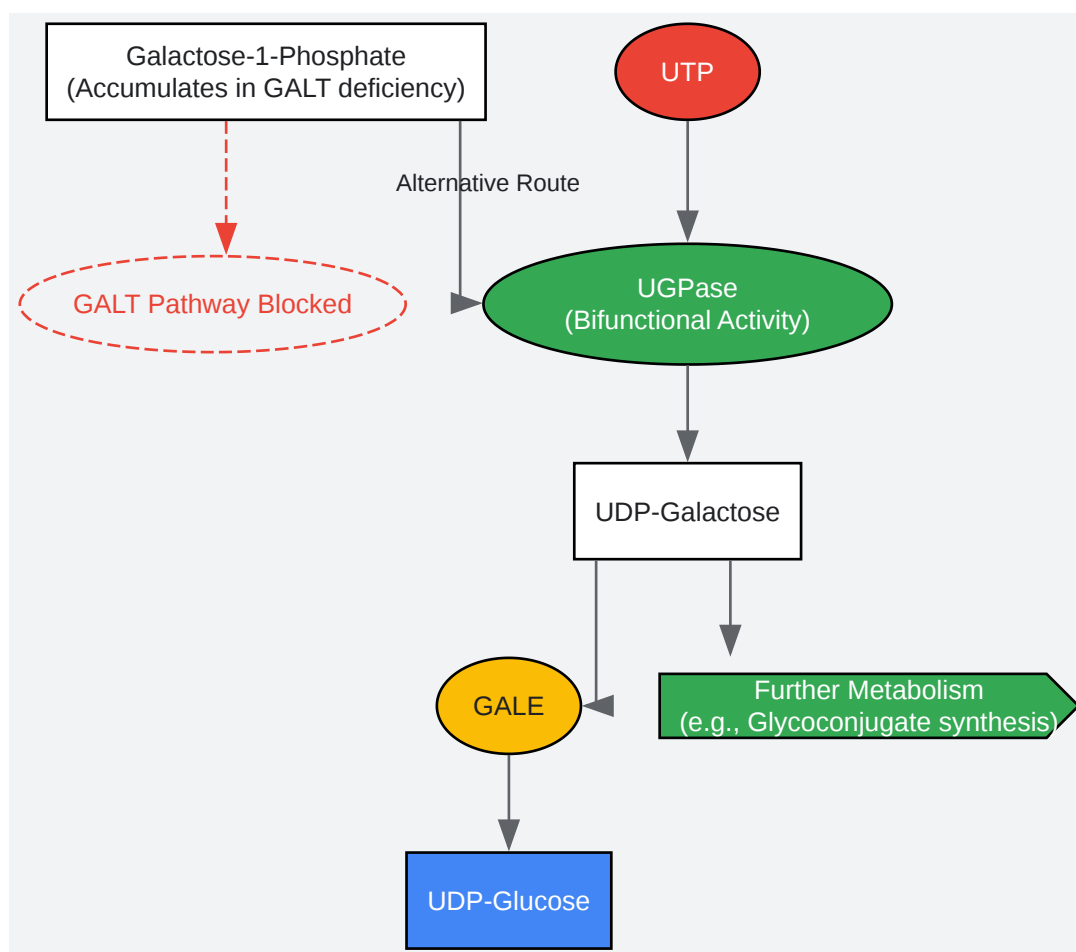 Galactose-1-Phosphate
(Accumulates in GALT deficiency)
UTP
Alternative Route
GALT Pathway Blocked
UGPase
(Bifunctional Activity)
UDP-Galactose
GALE
Further Metabolism
(e.g., Glycoconjugate synthesis)
UDP-Glucose